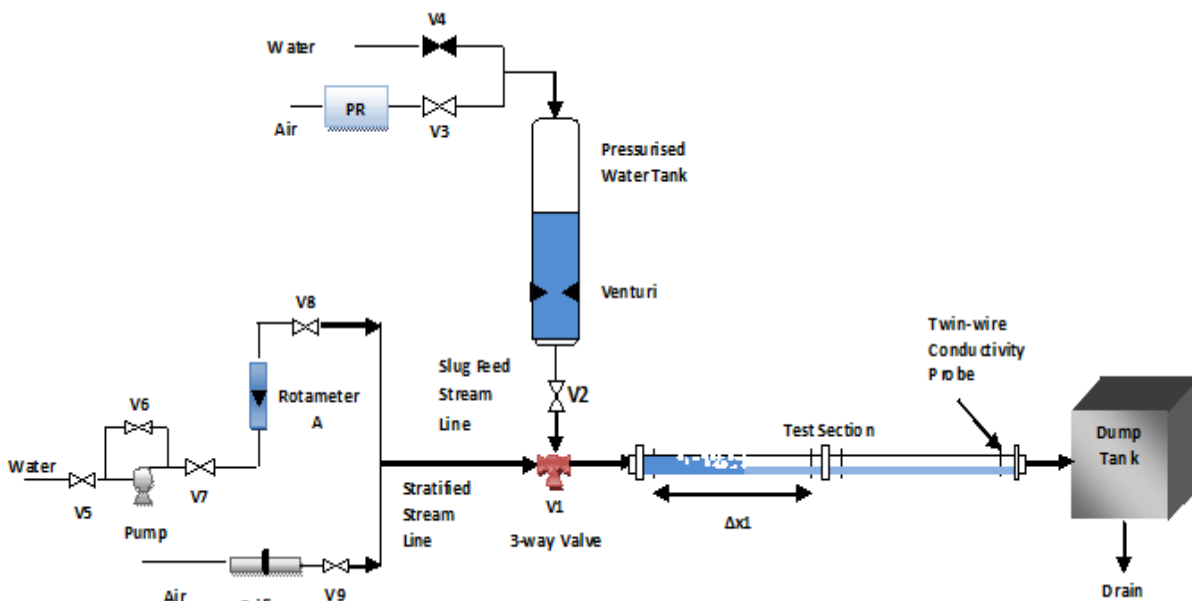 V4
Water
PR
Air
V3
Pressurised
Water Tank
Venturi
V8
Twin-wire
Conductivity
Probe
Slug Feed
Stream
Line
V2
Rotameter
A
V6
Test Section
Dump
Tank
Water
V5
V7
Pump
Stratified
Stream
Line
V1
3-way Valve
Δx1
Air
V9
Drain